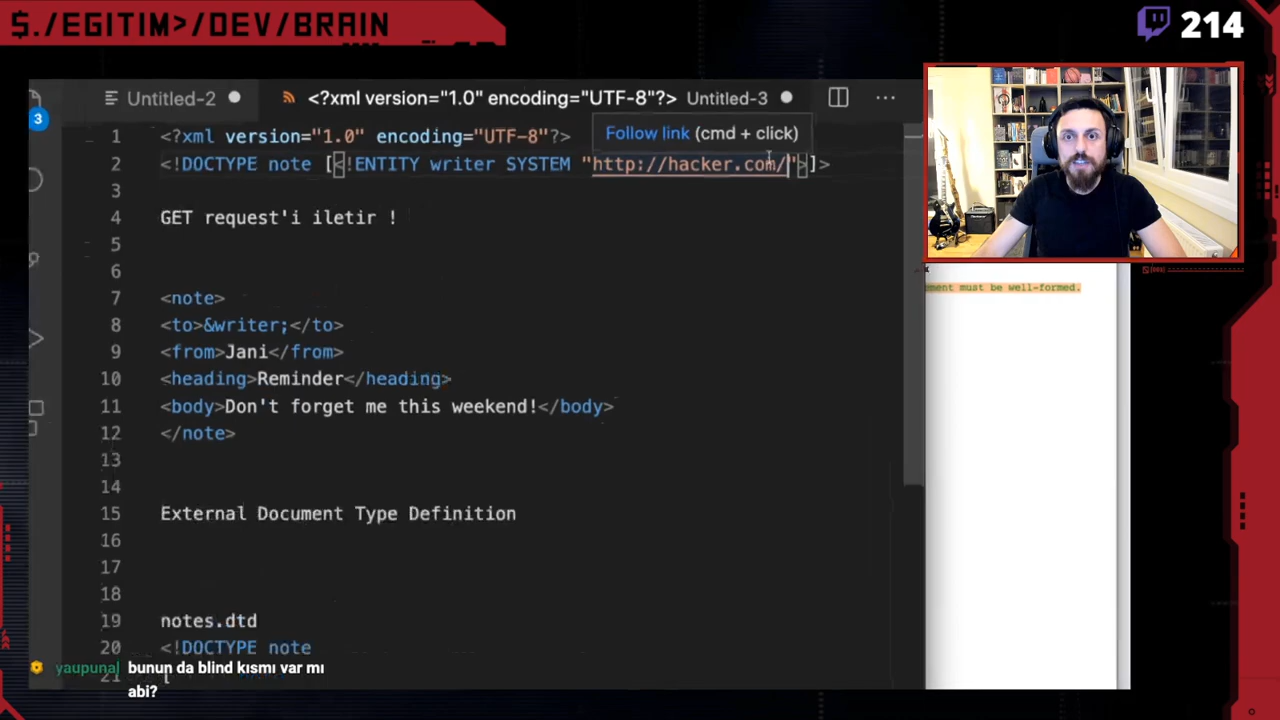 $./EGITIM>/DEV/BRAIN
214
Untitled-2
<?xml version="1.0" encoding="UTF-8"?> Untitled-3
3
Follow link (cmd + click)
1 <?xml version="1.0" encoding="UTF-8"?>
2 <!DOCTYPE note [<!ENTITY writer SYSTEM "http://hacker.com/">]>
3
4 GET request'i iletir !
5
6
7 <note>
8 <to>&writer;</to>
9 <from>Jani</from>
10 <heading>Reminder</heading>
11 <body>Don't forget me this weekend!</body>
12 </note>
13
14
15 External Document Type Definition
16
17
18
19 notes.dtd
20 <!DOCTYPE note
21 [
ement must be well-formed.
yaupunal bunun da blind kısmı var mı
abi?